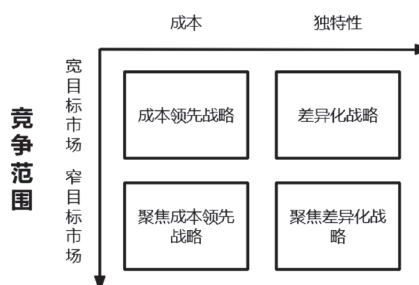 成本
独特性
竞争范围
宽目标市场
窄目标市场
成本领先战略
差异化战略
聚焦成本领先
战略
聚焦差异化战
略